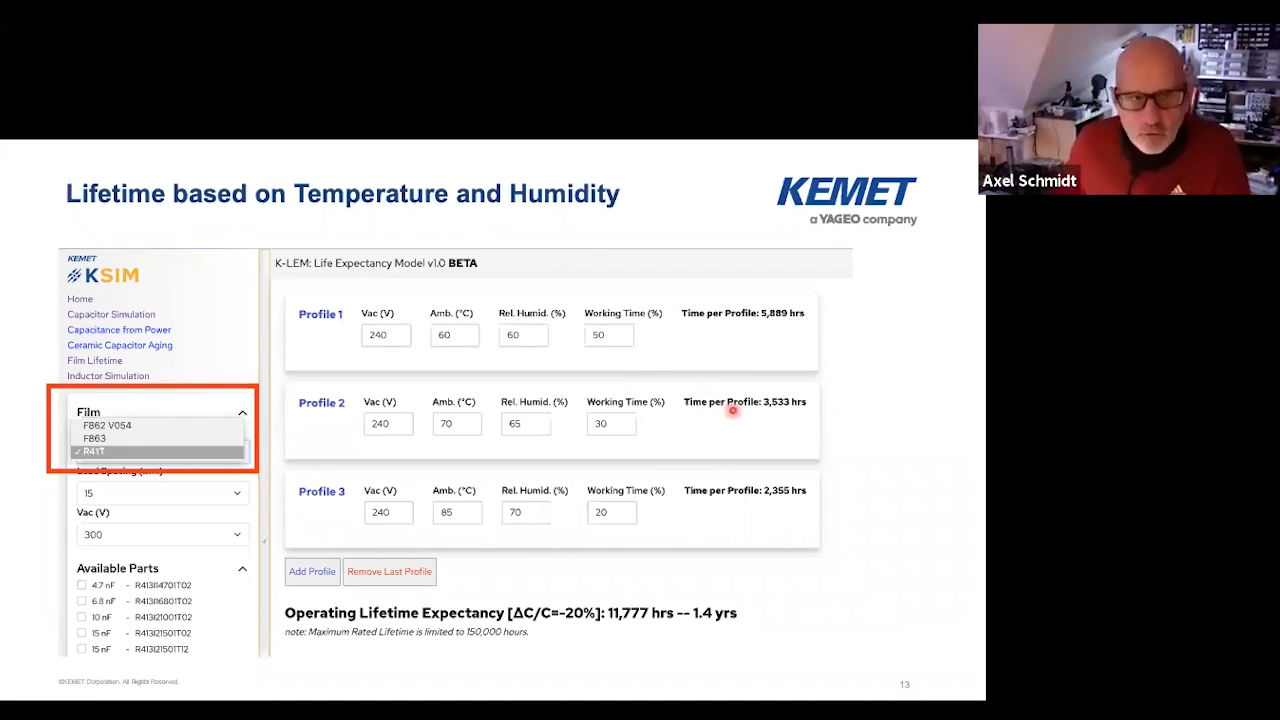 Axel Schmidt
Lifetime based on Temperature and Humidity
KEMET
a YAGEO company
KEMET
KSIM
Home
Capacitor Simulation
Capacitance from Power
Ceramic Capacitor Aging
Film Lifetime
Inductor Simulation
Film
F862 V054
F863
✓ R41T
Lead Spacing (mm)
15
Vac (V)
300
Available Parts
4.7 nF - R413I14701T02
6.8 nF - R413I16801T02
10 nF - R413I21001T02
15 nF - R413I21501T02
15 nF - R413I21501T12
K-LEM: Life Expectancy Model v1.0 BETA
Profile 1 Vac (V) Amb. (°C) Rel. Humid. (%) Working Time (%) Time per Profile: 5,889 hrs
240 60 60 50
Profile 2 Vac (V) Amb. (°C) Rel. Humid. (%) Working Time (%) Time per Profile: 3,533 hrs
240 70 65 30
Profile 3 Vac (V) Amb. (°C) Rel. Humid. (%) Working Time (%) Time per Profile: 2,355 hrs
240 85 70 20
Add Profile Remove Last Profile
Operating Lifetime Expectancy [ΔC/C=-20%]: 11,777 hrs -- 1.4 yrs
note: Maximum Rated Lifetime is limited to 150,000 hours.
©KEMET Corporation. All Rights Reserved.
13